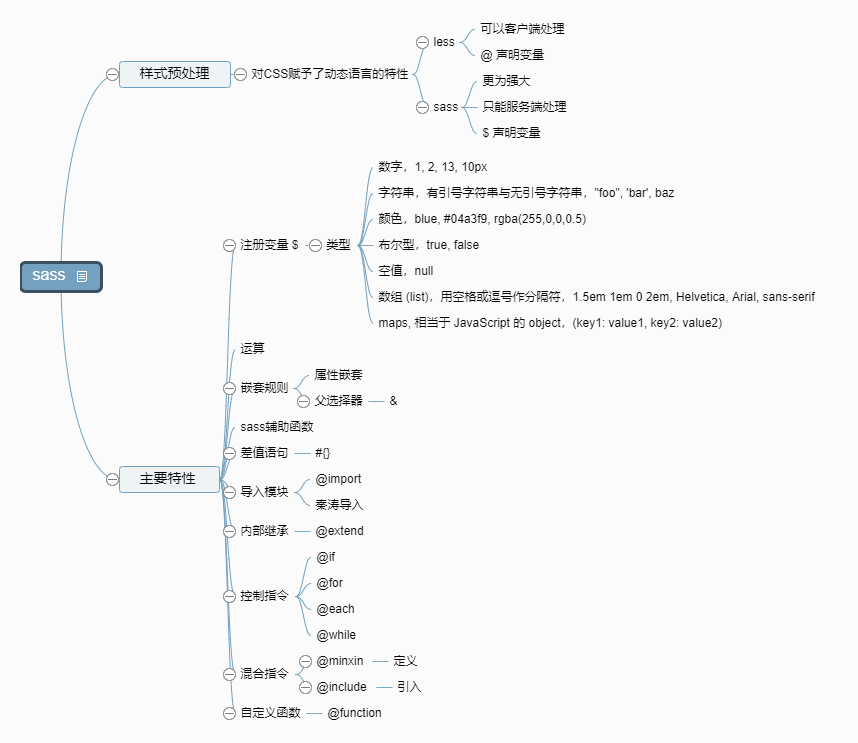 sass
样式预处理
对CSS赋予了动态语言的特性
less
可以客户端处理
@ 声明变量
sass
更为强大
只能服务端处理
$ 声明变量
主要特性
注册变量 $
类型
数字，1, 2, 13, 10px
字符串，有引号字符串与无引号字符串，"foo", 'bar', baz
颜色，blue, #04a3f9, rgba(255,0,0,0.5)
布尔型，true, false
空值，null
数组 (list)，用空格或逗号作分隔符，1.5em 1em 0 2em, Helvetica, Arial, sans-serif
maps, 相当于 JavaScript 的 object，(key1: value1, key2: value2)
运算
嵌套规则
属性嵌套
父选择器
&
sass辅助函数
差值语句
#{}
导入模块
@import
秦涛导入
内部继承
@extend
控制指令
@if
@for
@each
@while
混合指令
@minxin
定义
@include
引入
自定义函数
@function